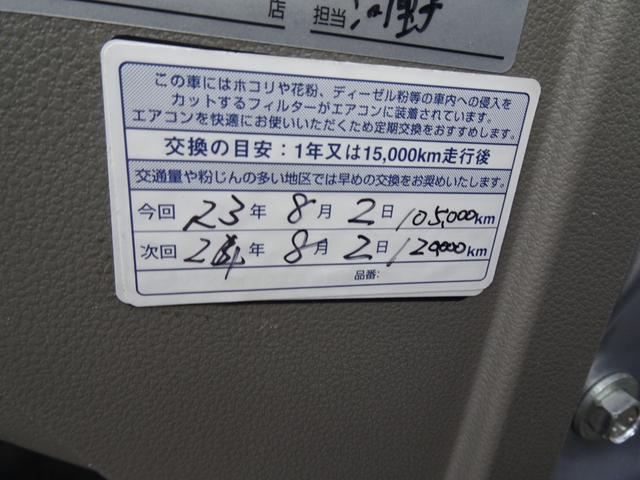 店 担当 河野
この車にはホコリや花粉、ディーゼル粉等の車内への侵入を
カットするフィルターがエアコンに装着されています。
エアコンを快適にお使いいただくため定期交換をおすすめします。
交換の目安：1年又は15,000km走行後
交通量や粉じんの多い地区では早めの交換をお奨めいたします。
今回 23年 8月 2日 105,000km
次回 24年 8月 2日 120,000km
品番：